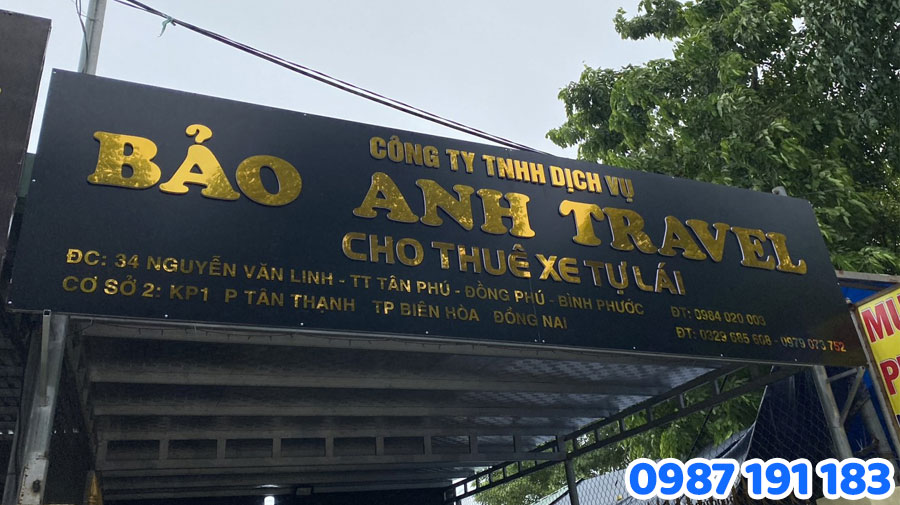 CÔNG TY TNHH DỊCH VỤ
BẢO ANH TRAVEL
CHO THUÊ XE TỰ LÁI
ĐC: 34 NGUYỄN VĂN LINH - TT TÂN PHÚ - ĐỒNG PHÚ - BÌNH PHƯỚC
ĐT: 0984 020 003
CƠ SỞ 2: KP1 P TÂN THẠNH TP BIÊN HÒA ĐỒNG NAI
ĐT: 0329 685 608 - 0979 073 752
MU
0987 191 183